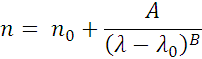 n = n₀ + A / (λ − λ₀)ᴮ